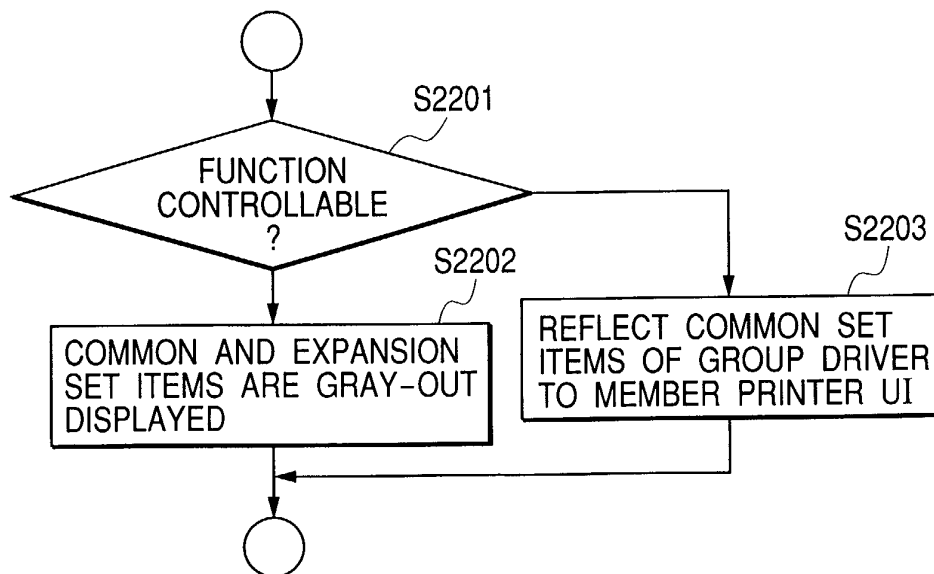 S2201
FUNCTION
CONTROLLABLE
?
S2202
COMMON AND EXPANSION
SET ITEMS ARE GRAY-OUT
DISPLAYED
S2203
REFLECT COMMON SET
ITEMS OF GROUP DRIVER
TO MEMBER PRINTER UI